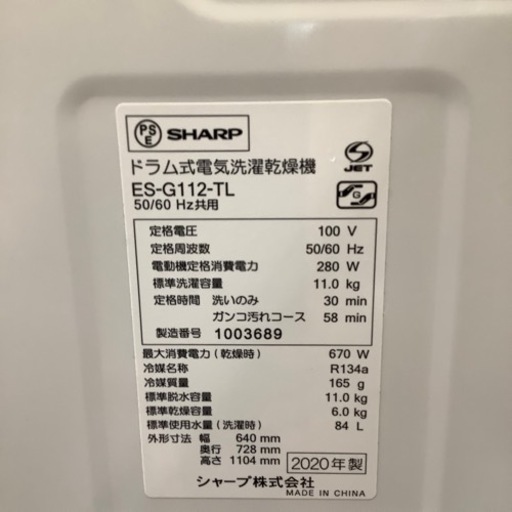 PSE SHARP
ドラム式電気洗濯乾燥機
JET
ES-G112-TL
50/60 Hz共用
G
定格電圧 100 V
定格周波数 50/60 Hz
電動機定格消費電力 280 W
標準洗濯容量 11.0 kg
定格時間 洗いのみ 30 min
ガンコ汚れコース 58 min
製造番号 1003689
最大消費電力(乾燥時) 670 W
冷媒名称 R134a
冷媒質量 165 g
標準脱水容量 11.0 kg
標準乾燥容量 6.0 kg
標準使用水量(洗濯時) 84 L
外形寸法 幅 640 mm
奥行 728 mm
高さ 1104 mm 2020年製
シャープ株式会社
MADE IN CHINA